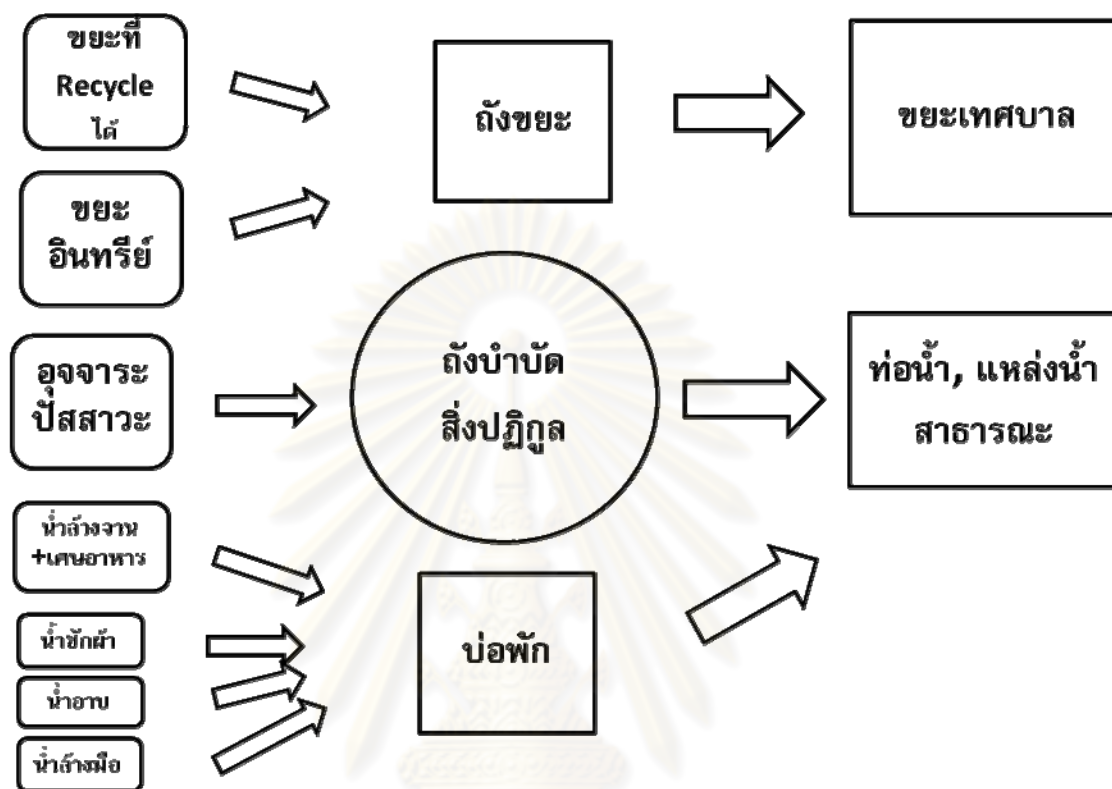 ขยะที่
Recycle
ได้
ถังขยะ
ขยะเทศบาล
ขยะ
อินทรีย์
อุจจาระ
ปัสสาวะ
ถังบำบัด
สิ่งปฏิกูล
ท่อน้ำ, แหล่งน้ำ
สาธารณะ
น้ำล้างจาน
+เศษอาหาร
น้ำซักผ้า
น้ำอาบ
น้ำล้างมือ
บ่อพัก